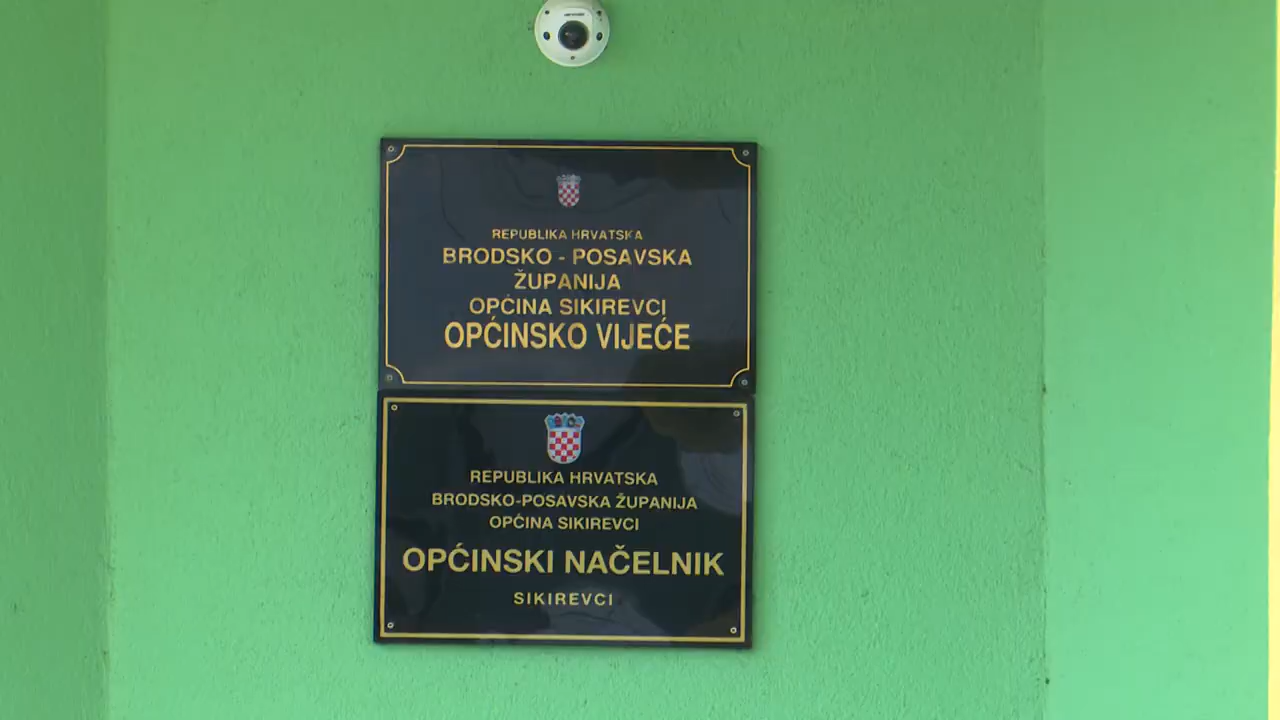 REPUBLIKA HRVATSKA
BRODSKO - POSAVSKA
ŽUPANIJA
OPĆINA SIKIREVCI
OPĆINSKO VIJEĆE
REPUBLIKA HRVATSKA
BRODSKO-POSAVSKA ŽUPANIJA
OPĆINA SIKIREVCI
OPĆINSKI NAČELNIK
SIKIREVCI